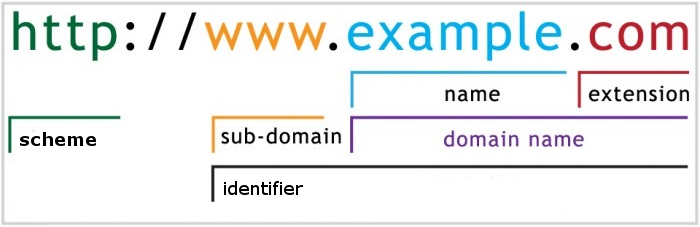 http://www.example.com
name extension
scheme sub-domain domain name
identifier